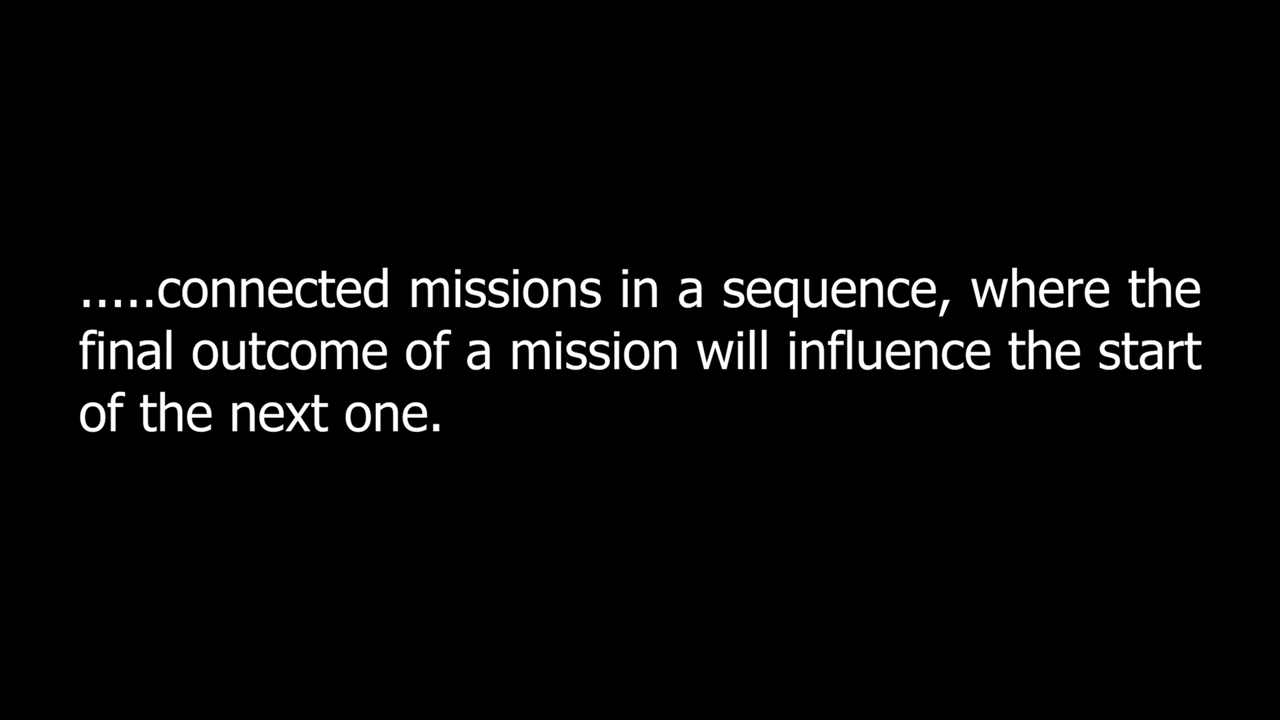 .....connected missions in a sequence, where the
final outcome of a mission will influence the start
of the next one.